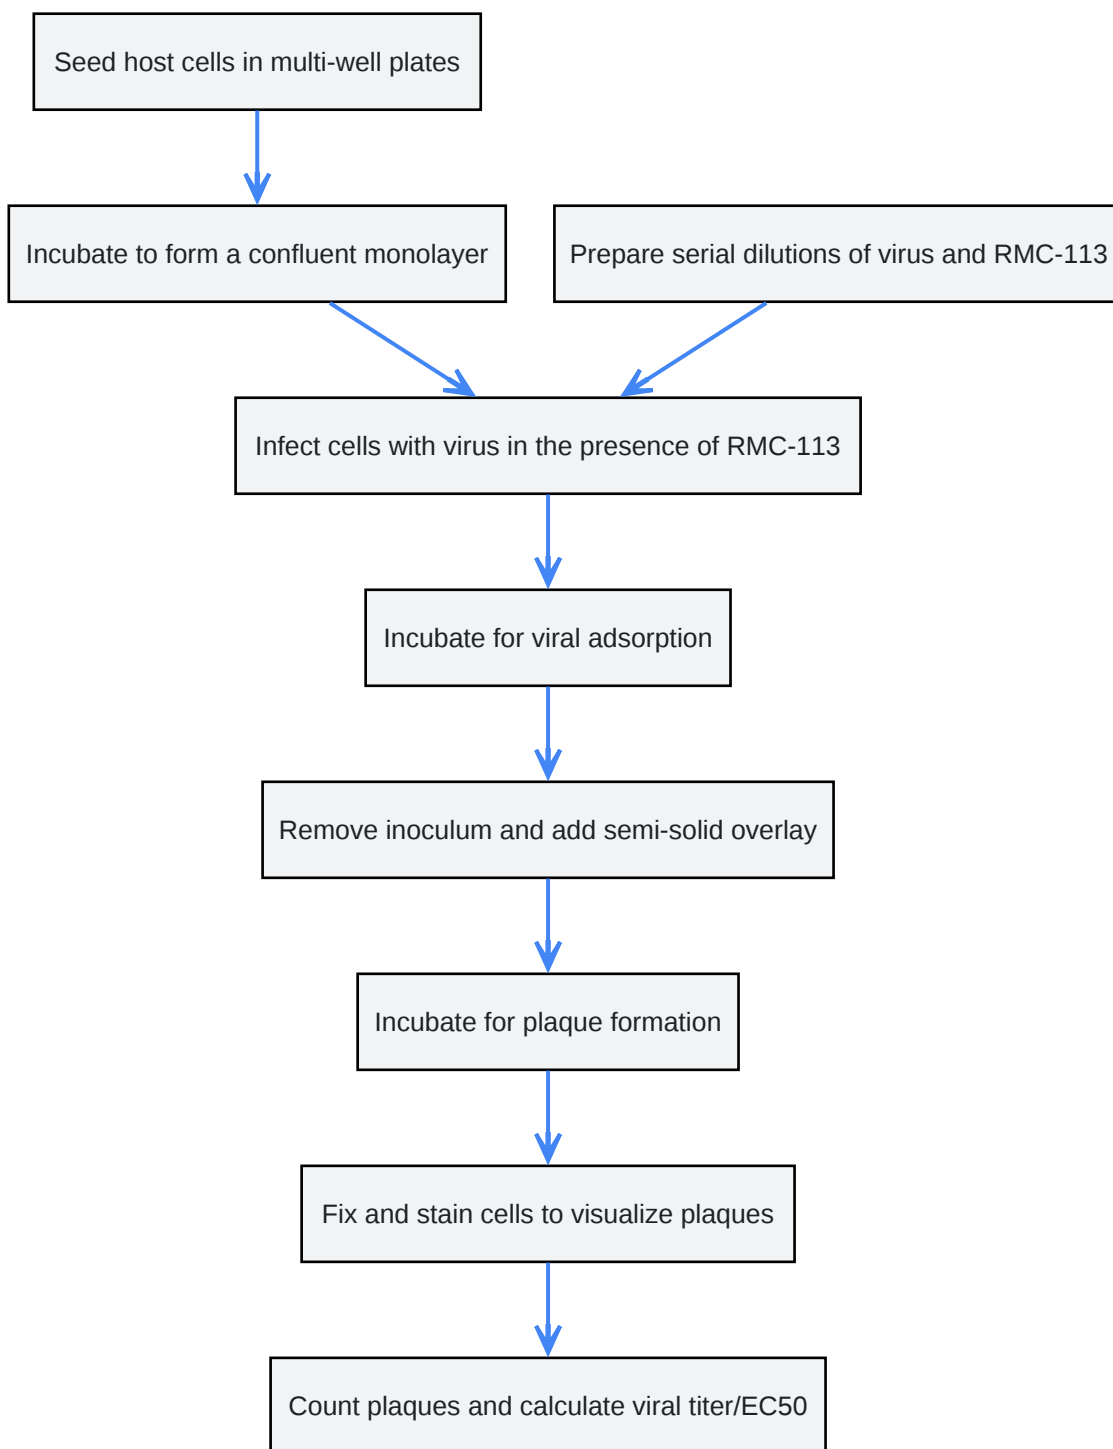 Seed host cells in multi-well plates
Incubate to form a confluent monolayer
Prepare serial dilutions of virus and RMC-113
Infect cells with virus in the presence of RMC-113
Incubate for viral adsorption
Remove inoculum and add semi-solid overlay
Incubate for plaque formation
Fix and stain cells to visualize plaques
Count plaques and calculate viral titer/EC50